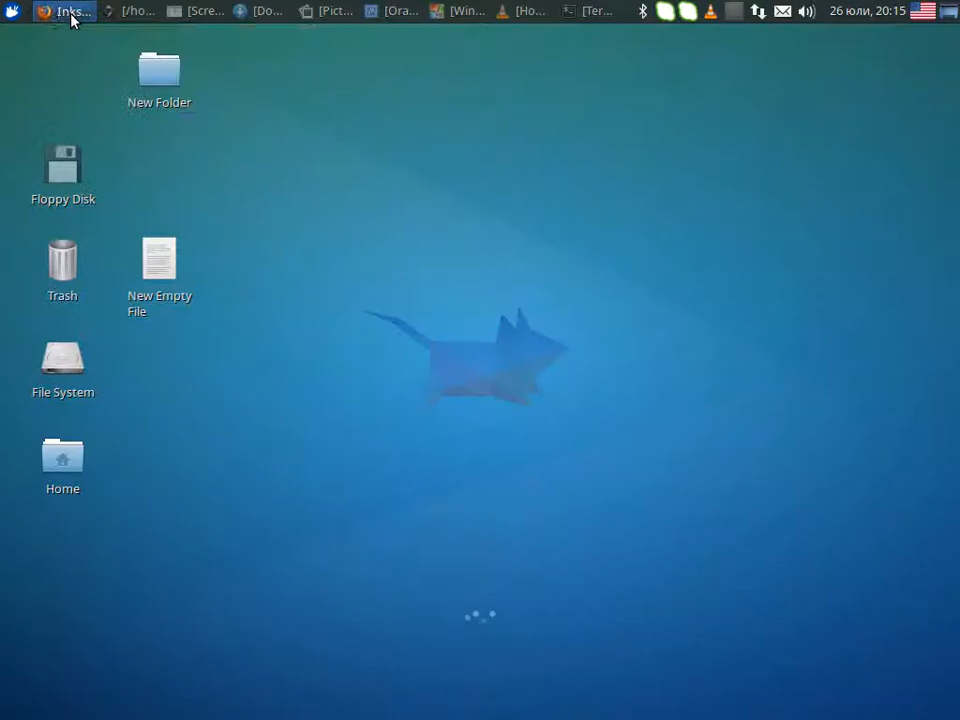 Inks... [/ho... [Scre... [Do... [Pict... [Ora... [Win... [Ho... [Ter... 26 юли, 20:15
New Folder
Floppy Disk
Trash
New Empty
File
File System
Home